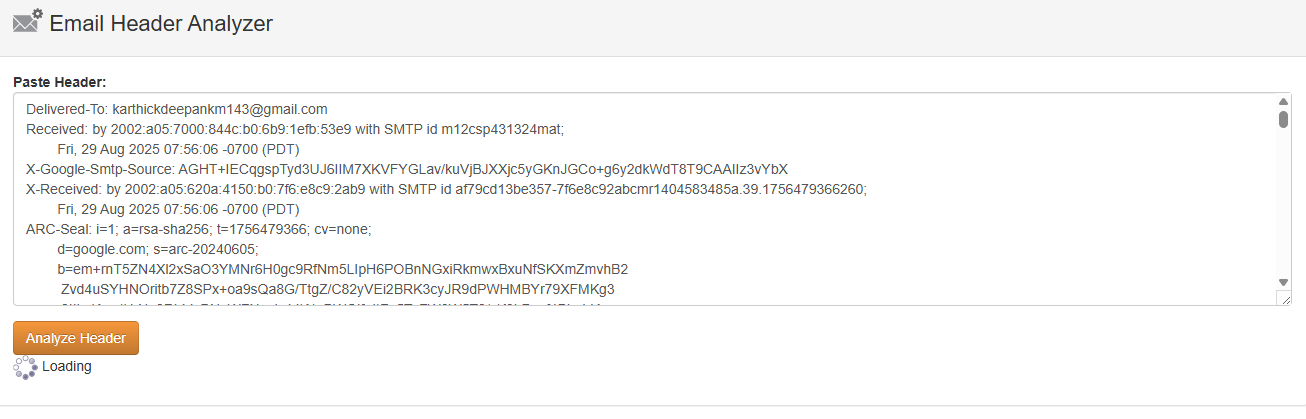 Email Header Analyzer
Paste Header:
Delivered-To: karthickdeepankm143@gmail.com
Received: by 2002:a05:7000:844c:b0:6b9:1efb:53e9 with SMTP id m12csp431324mat;
Fri, 29 Aug 2025 07:56:06 -0700 (PDT)
X-Google-Smtp-Source: AGHT+IECqgspTyd3UJ6IIM7XKVFYGLav/kuVjBJXXjc5yGKnJGCo+g6y2dkWdT8T9CAAIIz3vYbX
X-Received: by 2002:a05:620a:4150:b0:7f6:e8c9:2ab9 with SMTP id af79cd13be357-7f6e8c92abcmr1404583485a.39.1756479366260;
Fri, 29 Aug 2025 07:56:06 -0700 (PDT)
ARC-Seal: i=1; a=rsa-sha256; t=1756479366; cv=none;
d=google.com; s=arc-20240605;
b=em+rnT5ZN4Xl2xSaO3YMNr6H0gc9RfNm5LIpH6POBnNGxiRkmwxBxuNfSKXmZmvhB2
Zvd4uSYHNOritb7Z8SPx+oa9sQa8G/TtgZ/C82yVEi2BRK3cyJR9dPWHMBYr79XFMKg3
Analyze Header
Loading